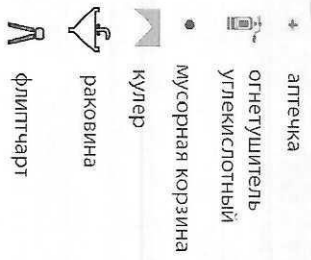 аптечка
огнетушитель
углекислотный
мусорная корзина
кулер
раковина
флипчарт